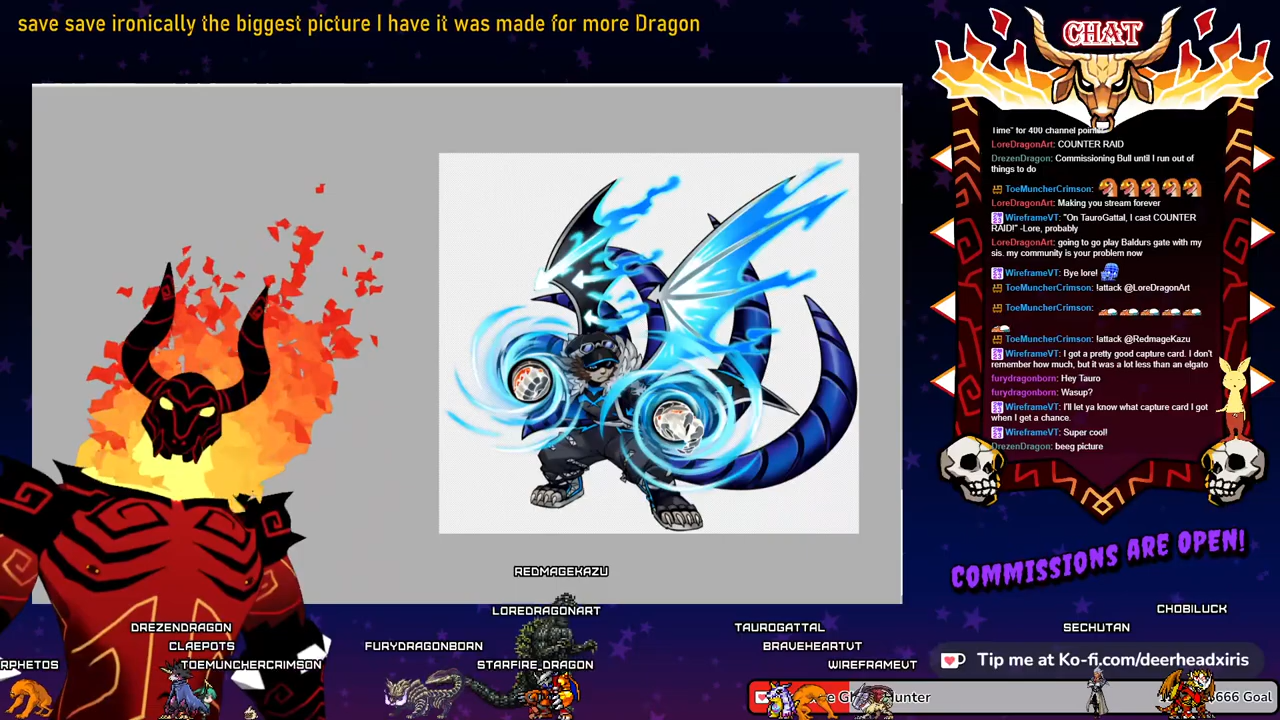 save save ironically the biggest picture I have it was made for more Dragon
CHAT
Time" for 400 channel points
LoreDragonArt: COUNTER RAID
DrezenDragon: Commissioning Bull until I run out of
things to do
ToeMuncherCrimson:
LoreDragonArt: Making you stream forever
WireframeVT: "On TauroGattal, I cast COUNTER
RAID!" -Lore, probably
LoreDragonArt: going to go play Baldurs gate with my
sis. my community is your problem now
WireframeVT: Bye lore!
ToeMuncherCrimson: !attack @LoreDragonArt
ToeMuncherCrimson:
ToeMuncherCrimson: !attack @RedmageKazu
WireframeVT: I got a pretty good capture card. I don't
remember how much, but it was a lot less than an elgato
furydragonborn: Hey Tauro
furydragonborn: Wasup?
WireframeVT: I'll let ya know what capture card I got
when I get a chance.
WireframeVT: Super cool!
DrezenDragon: beeg picture
COMMISSIONS ARE OPEN!
REDMAGEKAZU
LOREDRAGONART
CHOBILUCK
DREZENDRAGON
TAUROGATTAL
SECHUTAN
CLAEPOTS
FURYDRAGONBORN
BRAVEHEARTVT
RPHETOS
TOEMUNCHERCRIMSON
STARFIRE_DRAGON
WIREFRAMEVT
Tip me at Ko-fi.com/deerheadxiris
unter
666 Goal